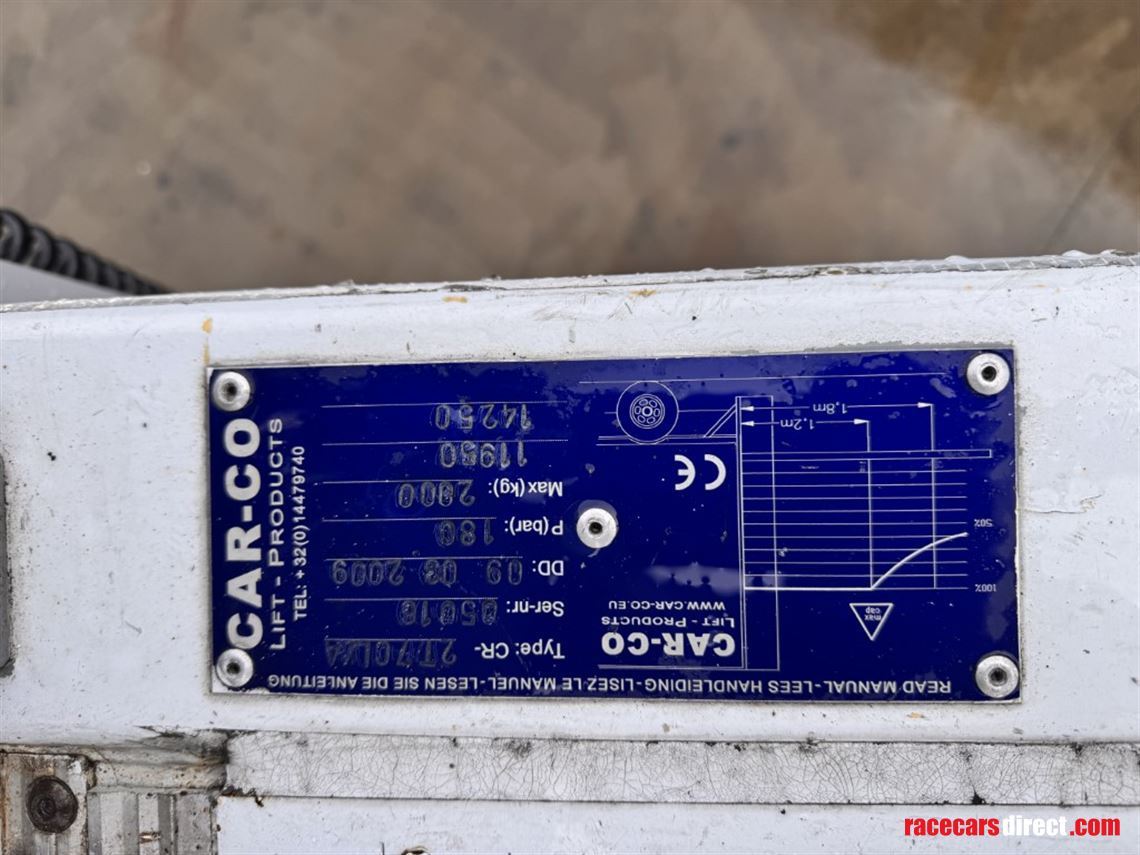 READ MANUAL-LEES HANDLEIDING-LISEZ LE MANUEL-LESEN SIE DIE ANLEITUNG
CAR-CO
LIFT - PRODUCTS
WWW.CAR-CO.EU
max
cap
100%
50%
1,2m
1,8m
CE
Type: CR-
Ser-nr: 05018
DD: 09 03 2009
P(bar): 180
Max(kg): 2000
11950
14250
CAR-CO
LIFT - PRODUCTS
TEL: +32(0)14479740
racecarsdirect.com